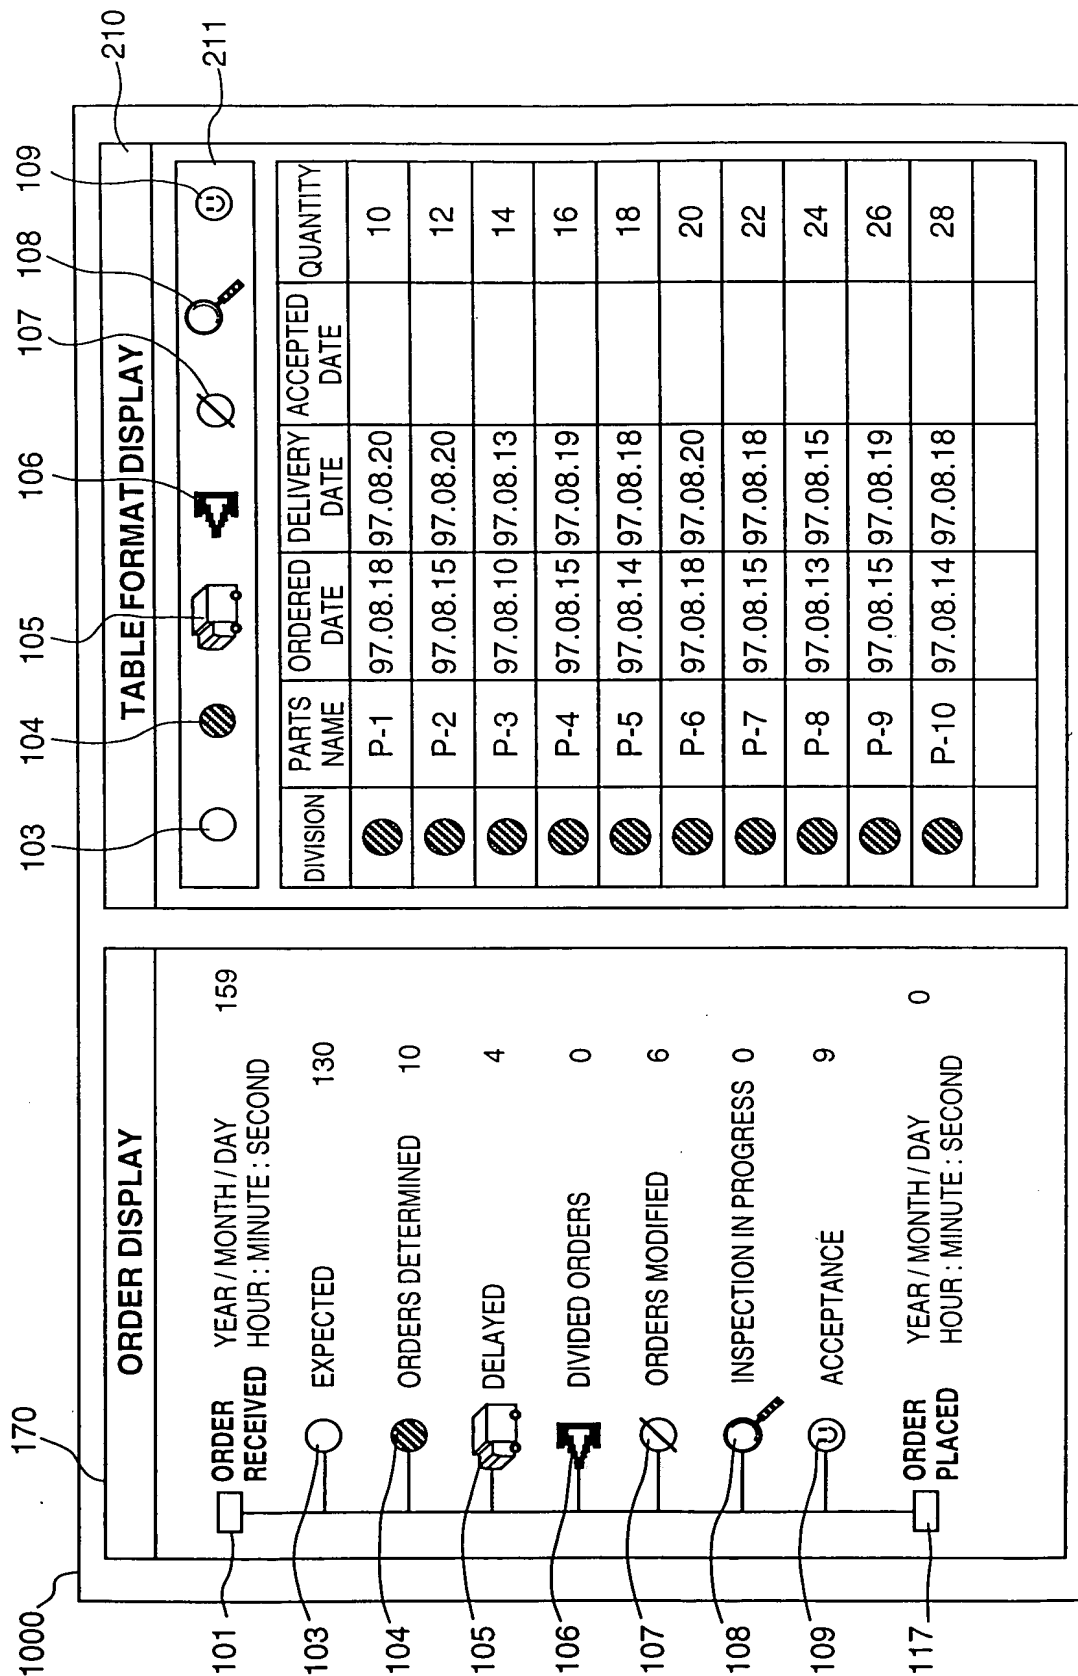 1000
170
ORDER DISPLAY
101
ORDER RECEIVED
YEAR / MONTH / DAY
HOUR : MINUTE : SECOND
159
103
EXPECTED 130
104
ORDERS DETERMINED 10
105
DELAYED 4
106
DIVIDED ORDERS 0
107
ORDERS MODIFIED 6
108
INSPECTION IN PROGRESS 0
109
ACCEPTANCE 9
117
ORDER PLACED
YEAR / MONTH / DAY
HOUR : MINUTE : SECOND
0
103 104 105 106 107 108 109
210
TABLE FORMAT DISPLAY
211
DIVISION PARTS NAME ORDERED DATE DELIVERY DATE ACCEPTED DATE QUANTITY
P-1 97.08.18 97.08.20 10
P-2 97.08.15 97.08.20 12
P-3 97.08.10 97.08.13 14
P-4 97.08.15 97.08.19 16
P-5 97.08.14 97.08.18 18
P-6 97.08.18 97.08.20 20
P-7 97.08.15 97.08.18 22
P-8 97.08.13 97.08.15 24
P-9 97.08.15 97.08.19 26
P-10 97.08.14 97.08.18 28